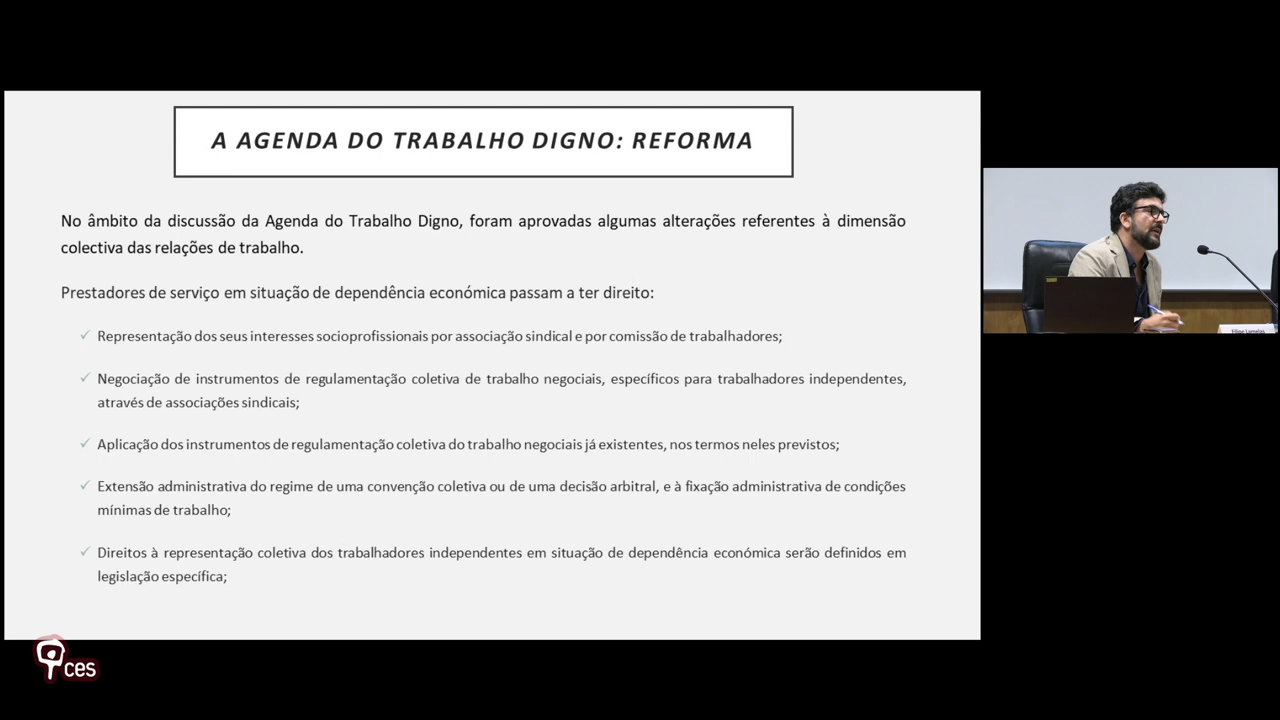 A AGENDA DO TRABALHO DIGNO: REFORMA
No âmbito da discussão da Agenda do Trabalho Digno, foram aprovadas algumas alterações referentes à dimensão
colectiva das relações de trabalho.
Prestadores de serviço em situação de dependência económica passam a ter direito:
✓ Representação dos seus interesses socioprofissionais por associação sindical e por comissão de trabalhadores;
✓ Negociação de instrumentos de regulamentação coletiva de trabalho negociais, específicos para trabalhadores independentes,
através de associações sindicais;
✓ Aplicação dos instrumentos de regulamentação coletiva do trabalho negociais já existentes, nos termos neles previstos;
✓ Extensão administrativa do regime de uma convenção coletiva ou de uma decisão arbitral, e à fixação administrativa de condições
mínimas de trabalho;
✓ Direitos à representação coletiva dos trabalhadores independentes em situação de dependência económica serão definidos em
legislação específica;
Filipe Lamelas
ces